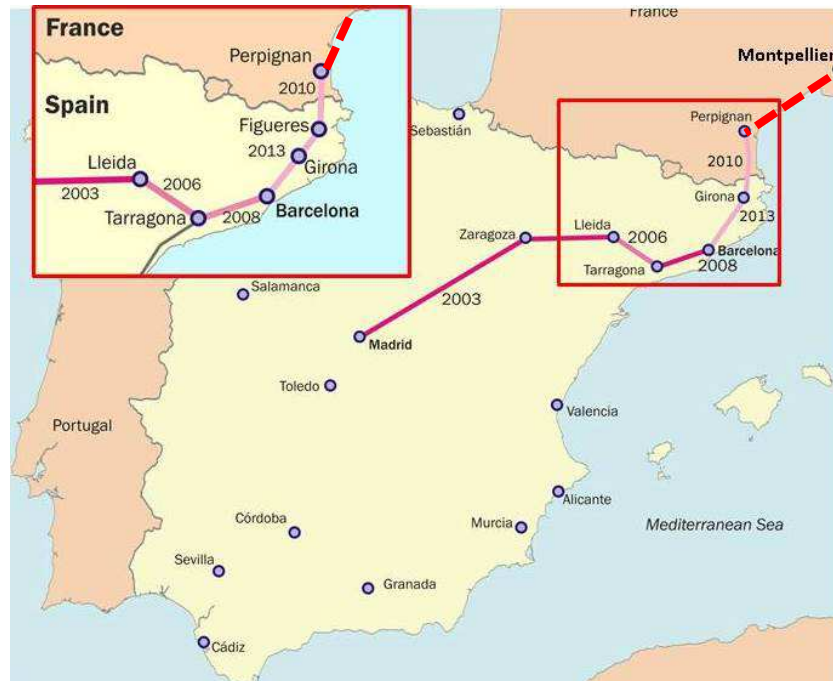 France
Perpignan
2010
Spain
Figueres
2013
Girona
Lleida
2003
2006
Tarragona
2008
Barcelona
France
Montpellier
Perpignan
2010
Sebastián
Girona
2013
Zaragoza
Lleida
2006
Barcelona
Tarragona
2008
Salamanca
2003
Madrid
Toledo
Portugal
Valencia
Alicante
Córdoba
Murcia
Mediterranean Sea
Sevilla
Granada
Cádiz